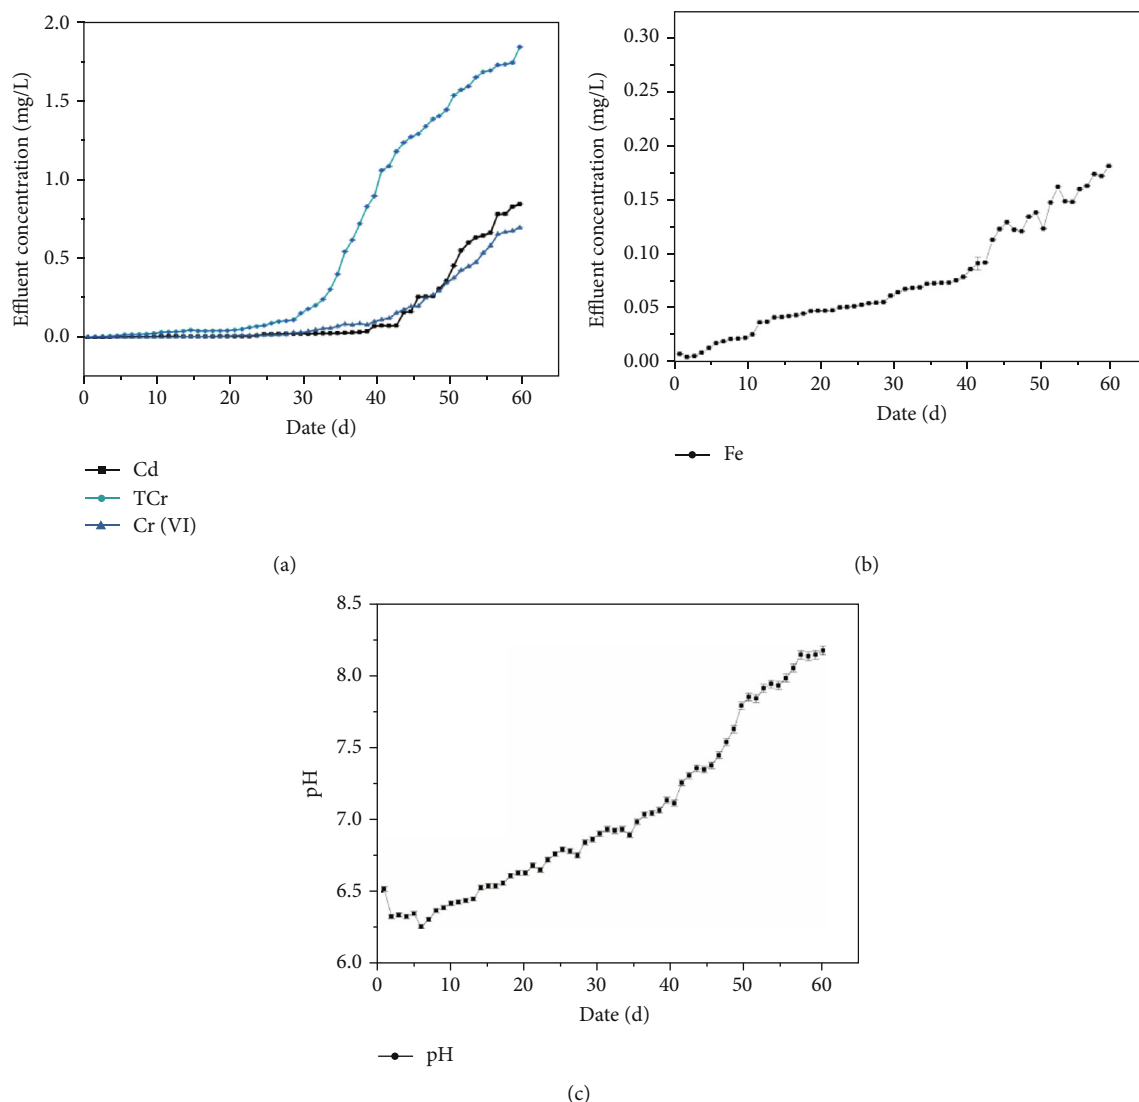 2.0
1.5
1.0
0.5
0.0
Effluent concentration (mg/L)
0 10 20 30 40 50 60
Date (d)
Cd
TCr
Cr (VI)
(a)
0.30
0.25
0.20
0.15
0.10
0.05
0.00
Effluent concentration (mg/L)
0 10 20 30 40 50 60
Date (d)
Fe
(b)
8.5
8.0
7.5
7.0
6.5
6.0
pH
0 10 20 30 40 50 60
Date (d)
pH
(c)